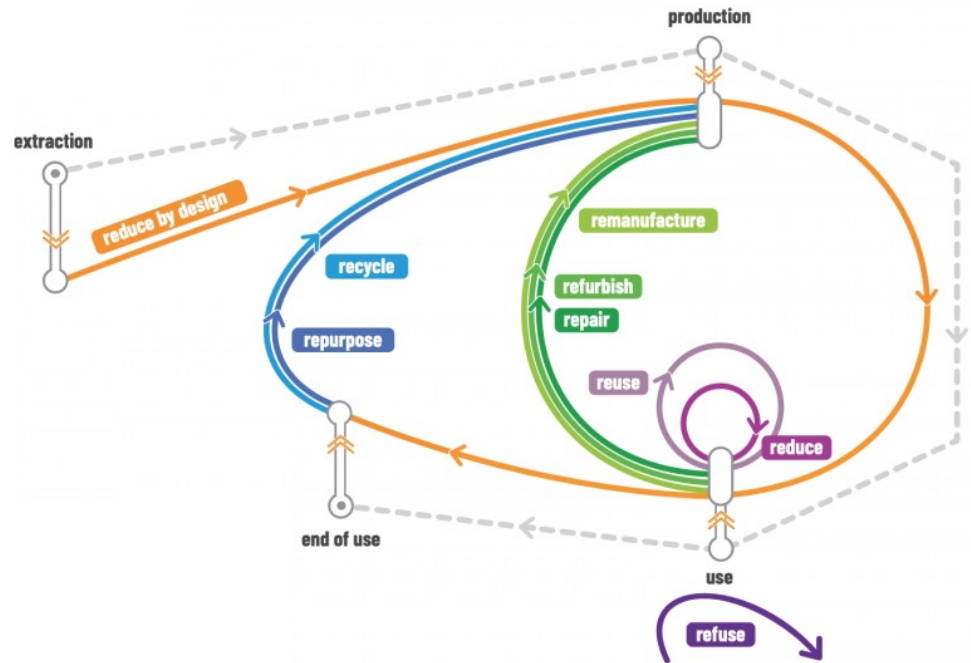 production
extraction
reduce by design
remanufacture
recycle
refurbish
repair
repurpose
reuse
reduce
end of use
use
refuse